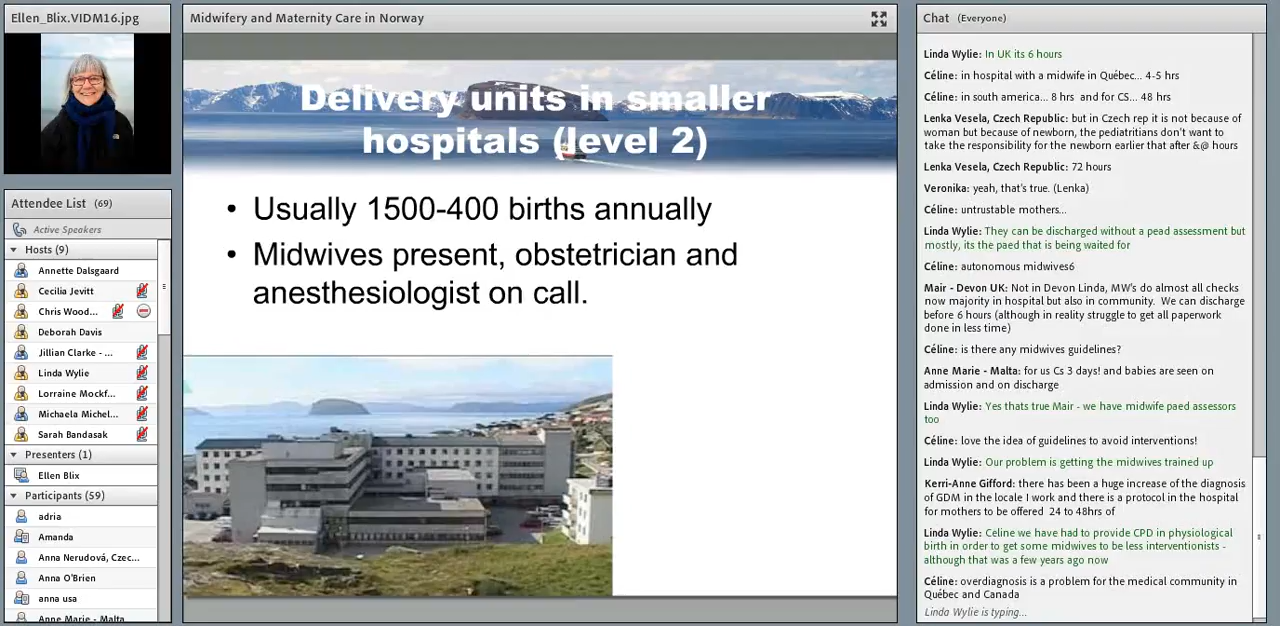 Ellen_Blix.VIDM16.jpg
Attendee List (69)
Active Speakers
Hosts (9)
Annette Dalsgaard
Cecilia Jevitt
Chris Wood...
Deborah Davis
Jillian Clarke - ...
Linda Wylie
Lorraine Mockf...
Michaela Michel...
Sarah Bandasak
Presenters (1)
Ellen Blix
Participants (59)
adria
Amanda
Anna Nerudová, Czec...
Anna O'Brien
anna usa
Anne Marie - Malta
Midwifery and Maternity Care in Norway
Delivery units in smaller
hospitals (level 2)
• Usually 1500-400 births annually
• Midwives present, obstetrician and
anesthesiologist on call.
Chat (Everyone)
Linda Wylie: In UK its 6 hours
Céline: in hospital with a midwife in Québec... 4-5 hrs
Céline: in south america... 8 hrs and for CS... 48 hrs
Lenka Vesela, Czech Republic: but in Czech rep it is not because of
woman but because of newborn, the pediatritians don't want to
take the responsibility for the newborn earlier that after &@ hours
Lenka Vesela, Czech Republic: 72 hours
Veronika: yeah, that's true. (Lenka)
Céline: untrustable mothers...
Linda Wylie: They can be discharged without a pead assessment but
mostly, its the paed that is being waited for
Céline: autonomous midwives6
Mair - Devon UK: Not in Devon Linda, MW's do almost all checks
now majority in hospital but also in community. We can discharge
before 6 hours (although in reality struggle to get all paperwork
done in less time)
Céline: is there any midwives guidelines?
Anne Marie - Malta: for us Cs 3 days! and babies are seen on
admission and on discharge
Linda Wylie: Yes thats true Mair - we have midwife paed assessors
too
Céline: love the idea of guidelines to avoid interventions!
Linda Wylie: Our problem is getting the midwives trained up
Kerri-Anne Gifford: there has been a huge increase of the diagnosis
of GDM in the locale I work and there is a protocol in the hospital
for mothers to be offered 24 to 48hrs of
Linda Wylie: Celine we have had to provide CPD in physiological
birth in order to get some midwives to be less interventionists -
although that was a few years ago now
Céline: overdiagnosis is a problem for the medical community in
Québec and Canada
Linda Wylie is typing...